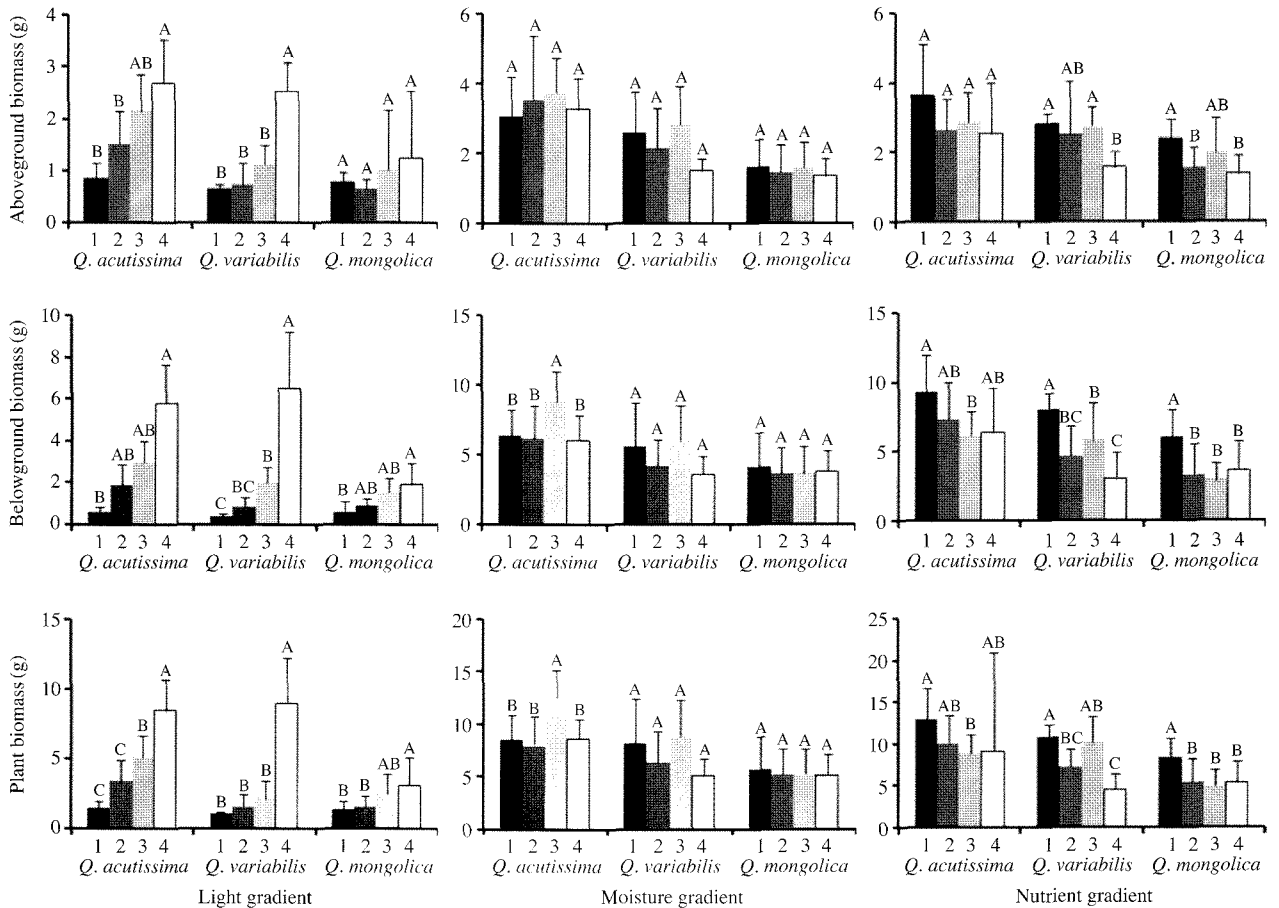 Aboveground biomass (g)
4
3
2
1
0
B
B
AB
A
B
B
B
A
A
A
A
A
1 2 3 4 1 2 3 4 1 2 3 4
Q. acutissima Q. variabilis Q. mongolica
6
4
2
0
A
A
A
A
A
A
A
A
A
A
A
A
1 2 3 4 1 2 3 4 1 2 3 4
Q. acutissima Q. variabilis Q. mongolica
6
4
2
0
A
A
A
A
A
AB
A
B
A
B
AB
B
1 2 3 4 1 2 3 4 1 2 3 4
Q. acutissima Q. variabilis Q. mongolica
Belowground biomass (g)
10
8
6
4
2
0
B
AB
AB
A
C
BC
B
A
B
AB
AB
A
1 2 3 4 1 2 3 4 1 2 3 4
Q. acutissima Q. variabilis Q. mongolica
15
10
5
0
B
B
A
B
A
A
A
A
A
A
A
A
1 2 3 4 1 2 3 4 1 2 3 4
Q. acutissima Q. variabilis Q. mongolica
15
10
5
0
A
AB
B
AB
A
BC
B
C
A
B
B
B
1 2 3 4 1 2 3 4 1 2 3 4
Q. acutissima Q. variabilis Q. mongolica
Plant biomass (g)
15
10
5
0
C
C
B
A
B
B
B
A
B
B
AB
A
1 2 3 4 1 2 3 4 1 2 3 4
Q. acutissima Q. variabilis Q. mongolica
Light gradient
20
15
10
5
0
B
B
A
B
A
A
A
A
A
A
A
A
1 2 3 4 1 2 3 4 1 2 3 4
Q. acutissima Q. variabilis Q. mongolica
Moisture gradient
25
20
15
10
5
0
A
AB
B
AB
A
BC
AB
C
A
B
B
B
1 2 3 4 1 2 3 4 1 2 3 4
Q. acutissima Q. variabilis Q. mongolica
Nutrient gradient